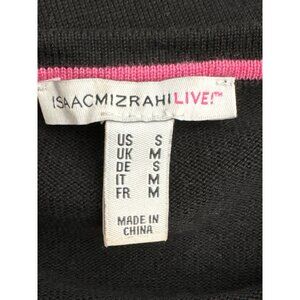 ISAACMIZRAHILIVE!™
US S
UK M
DE S
IT M
FR M
MADE IN
CHINA